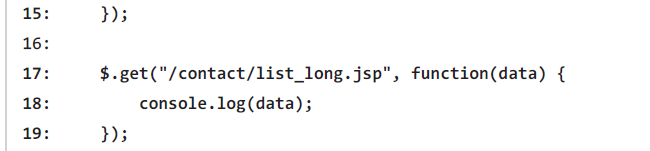 15:     });
16:
17:     $.get("/contact/list_long.jsp", function(data) {
18:         console.log(data);
19:     });